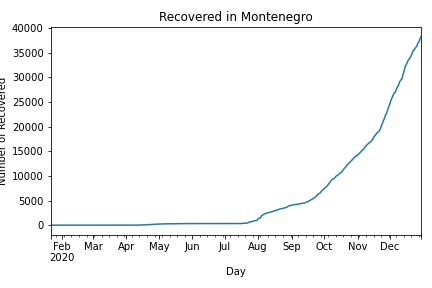 Recovered in Montenegro
Number of Recovered
40000
35000
30000
25000
20000
15000
10000
5000
0
Feb Mar Apr May Jun Jul Aug Sep Oct Nov Dec
2020
Day